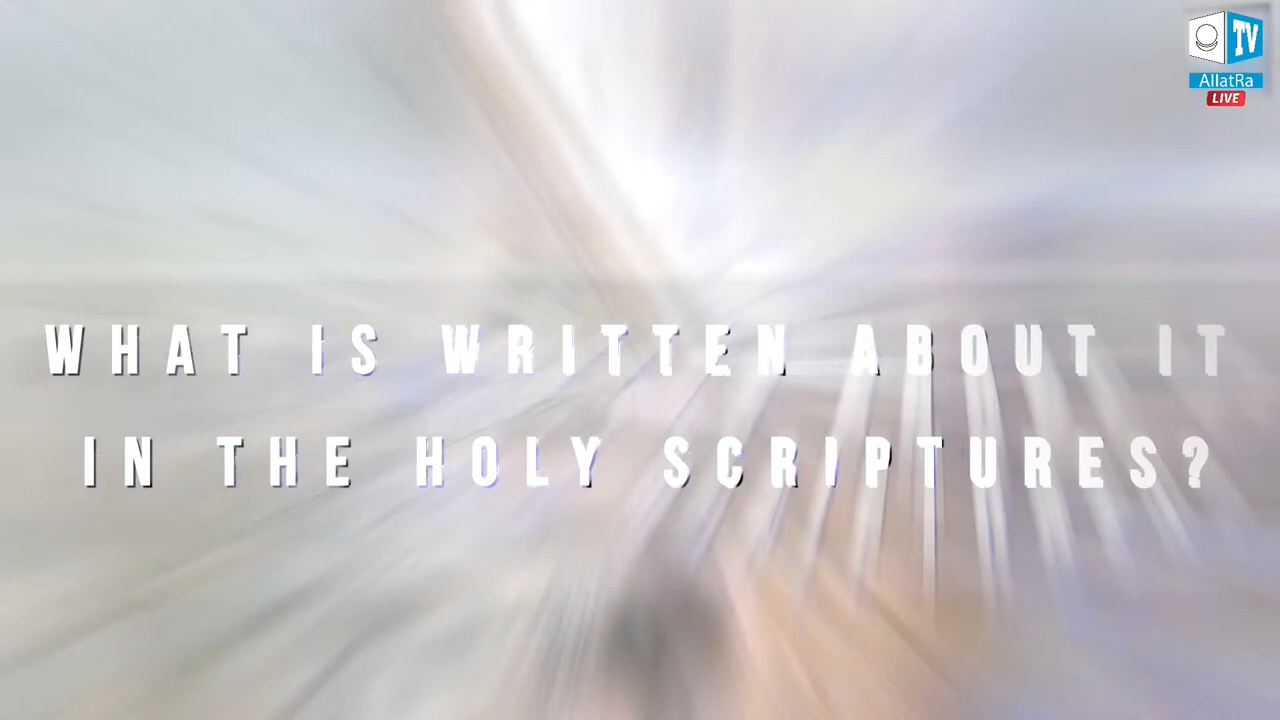 TV
AllatRa
LIVE
WHAT IS WRITTEN ABOUT IT
IN THE HOLY SCRIPTURES?